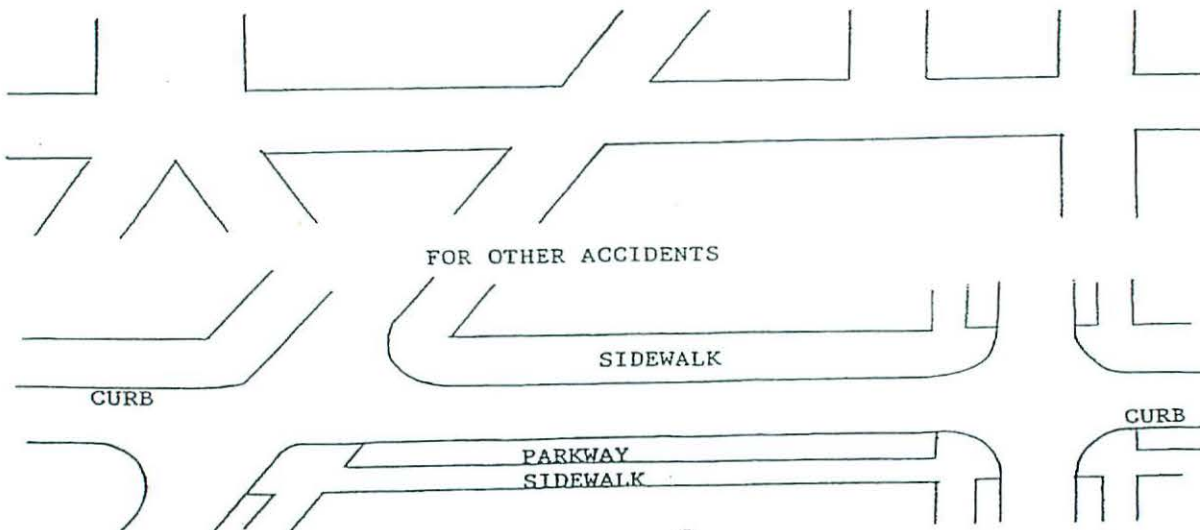 FOR OTHER ACCIDENTS
SIDEWALK
CURB
CURB
PARKWAY
SIDEWALK